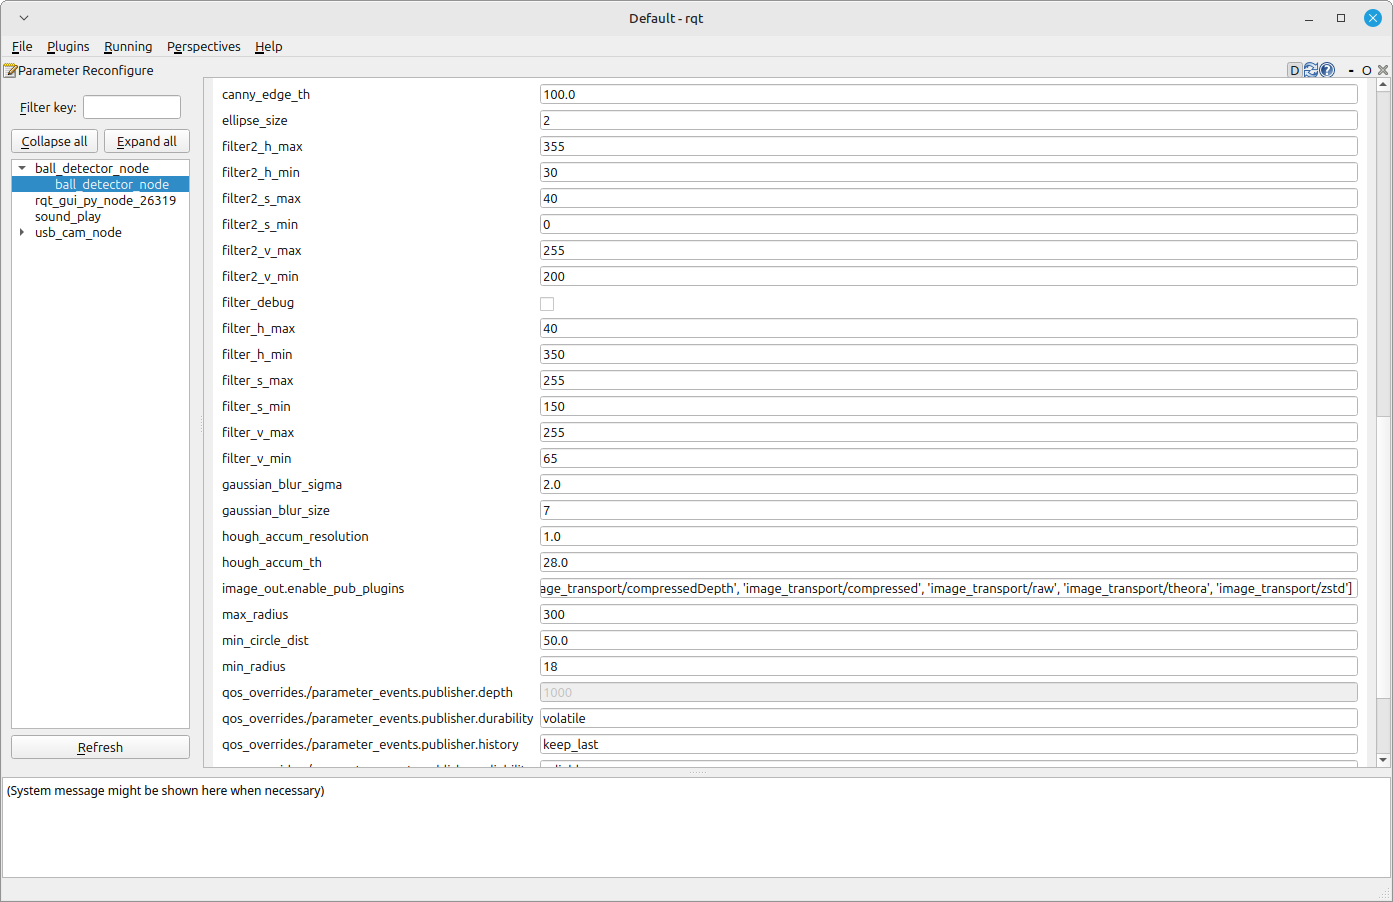 Default - rqt
File Plugins Running Perspectives Help
Parameter Reconfigure
D
- O
Filter key:
Collapse all Expand all
ball_detector_node
ball_detector_node
rqt_gui_py_node_26319
sound_play
usb_cam_node
Refresh
canny_edge_th 100.0
ellipse_size 2
filter2_h_max 355
filter2_h_min 30
filter2_s_max 40
filter2_s_min 0
filter2_v_max 255
filter2_v_min 200
filter_debug
filter_h_max 40
filter_h_min 350
filter_s_max 255
filter_s_min 150
filter_v_max 255
filter_v_min 65
gaussian_blur_sigma 2.0
gaussian_blur_size 7
hough_accum_resolution 1.0
hough_accum_th 28.0
image_out.enable_pub_plugins age_transport/compressedDepth', 'image_transport/compressed', 'image_transport/raw', 'image_transport/theora', 'image_transport/zstd']
max_radius 300
min_circle_dist 50.0
min_radius 18
qos_overrides./parameter_events.publisher.depth 1000
qos_overrides./parameter_events.publisher.durability volatile
qos_overrides./parameter_events.publisher.history keep_last
(System message might be shown here when necessary)